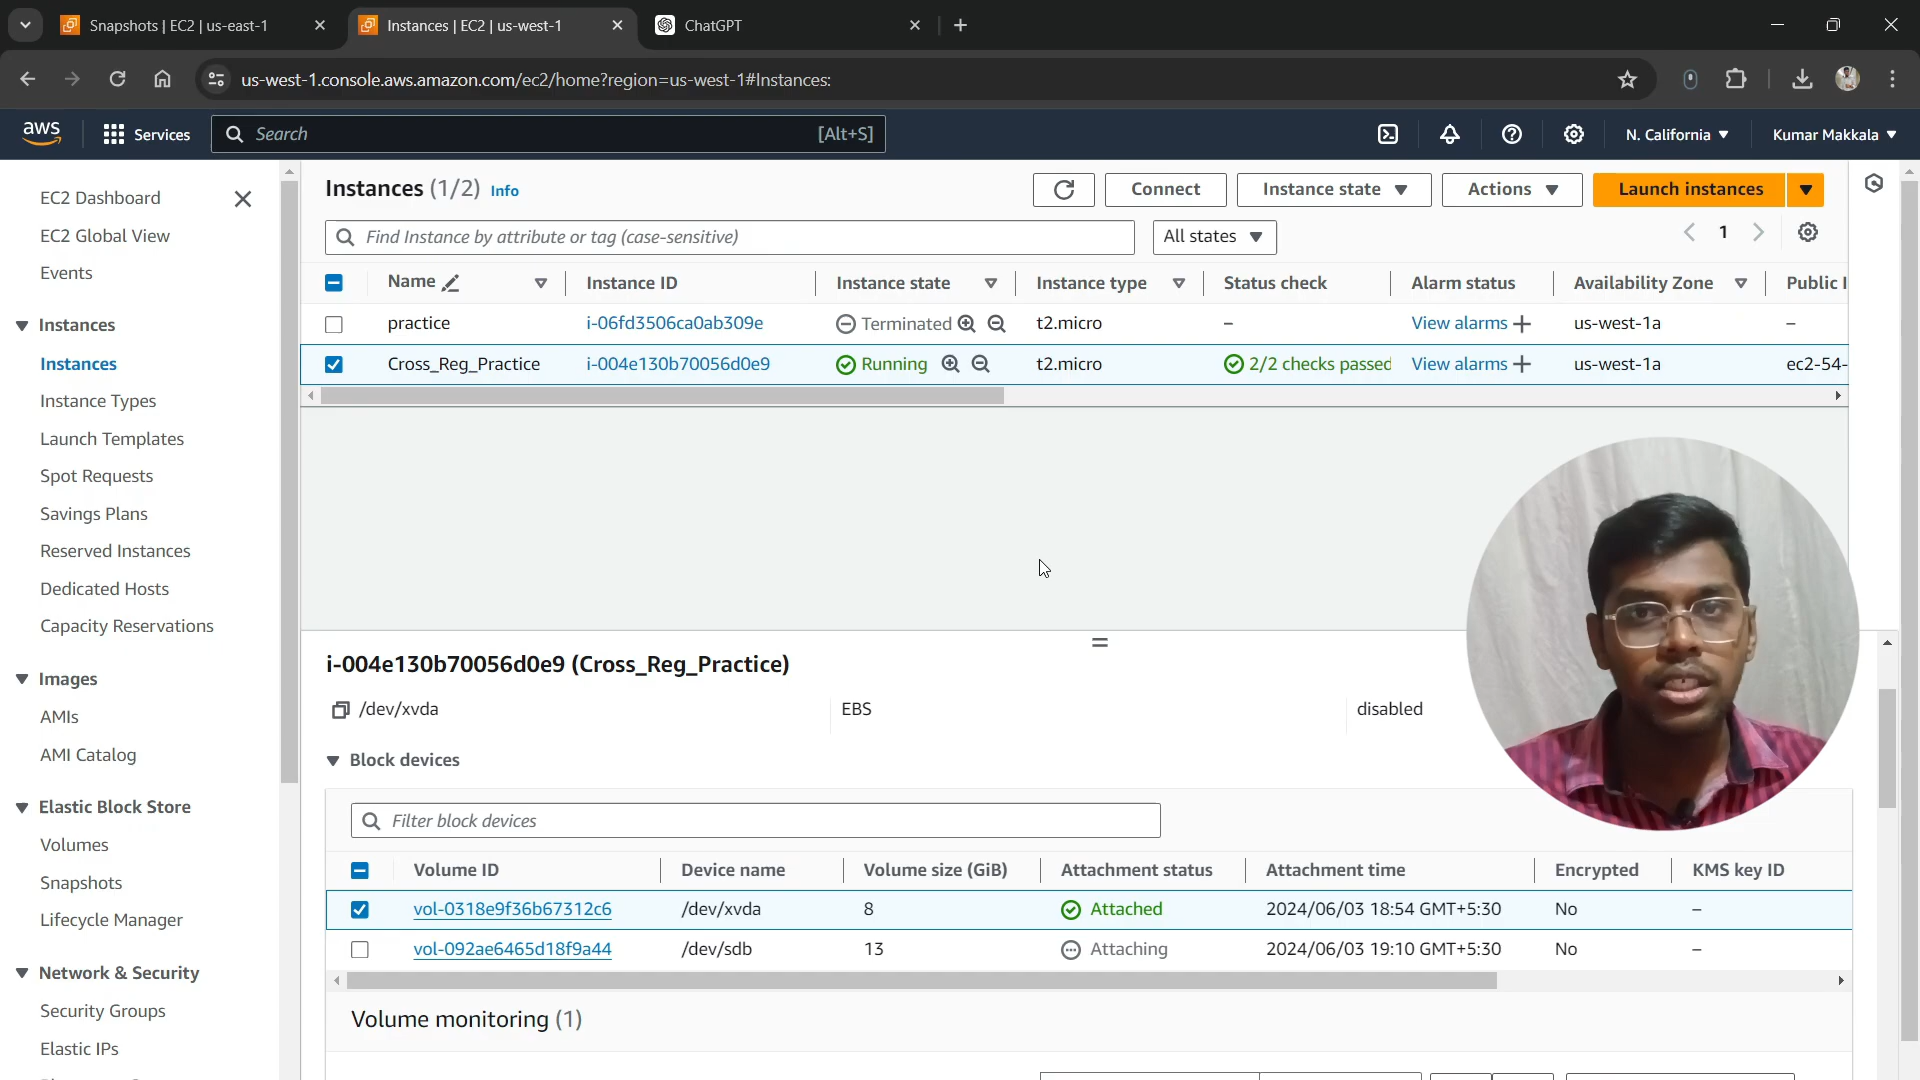 Snapshots | EC2 | us-east-1
Instances | EC2 | us-west-1
ChatGPT
us-west-1.console.aws.amazon.com/ec2/home?region=us-west-1#Instances:
aws
Services
Search
[Alt+S]
N. California
Kumar Makkala
EC2 Dashboard
EC2 Global View
Events
Instances
Instances
Instance Types
Launch Templates
Spot Requests
Savings Plans
Reserved Instances
Dedicated Hosts
Capacity Reservations
Images
AMIs
AMI Catalog
Elastic Block Store
Volumes
Snapshots
Lifecycle Manager
Network & Security
Security Groups
Elastic IPs
Instances (1/2) Info
Connect
Instance state
Actions
Launch instances
Find Instance by attribute or tag (case-sensitive)
All states
1
Name Instance ID Instance state Instance type Status check Alarm status Availability Zone Public I
practice i-06fd3506ca0ab309e Terminated t2.micro – View alarms + us-west-1a –
Cross_Reg_Practice i-004e130b70056d0e9 Running t2.micro 2/2 checks passed View alarms + us-west-1a ec2-54-
i-004e130b70056d0e9 (Cross_Reg_Practice)
/dev/xvda EBS disabled
Block devices
Filter block devices
Volume ID Device name Volume size (GiB) Attachment status Attachment time Encrypted KMS key ID
vol-0318e9f36b67312c6 /dev/xvda 8 Attached 2024/06/03 18:54 GMT+5:30 No –
vol-092ae6465d18f9a44 /dev/sdb 13 Attaching 2024/06/03 19:10 GMT+5:30 No –
Volume monitoring (1)